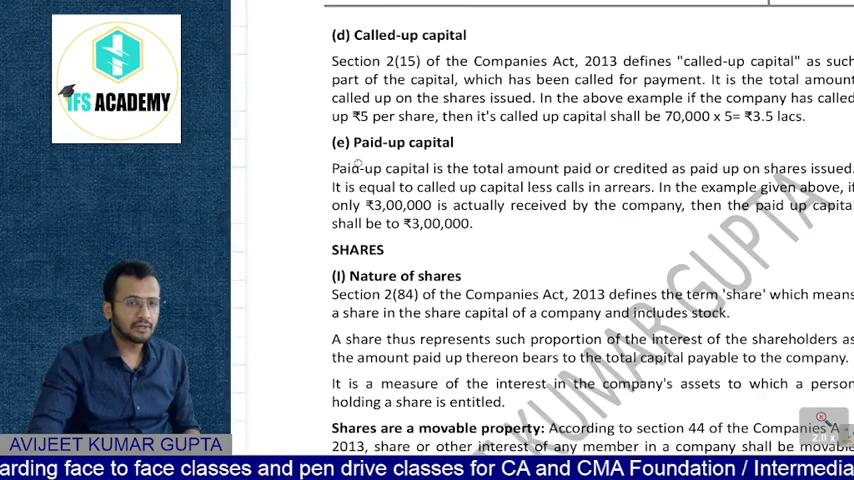 IFS ACADEMY
(d) Called-up capital
Section 2(15) of the Companies Act, 2013 defines "called-up capital" as such
part of the capital, which has been called for payment. It is the total amount
called up on the shares issued. In the above example if the company has called
up ₹5 per share, then it's called up capital shall be 70,000 x 5= ₹3.5 lacs.
(e) Paid-up capital
Paid-up capital is the total amount paid or credited as paid up on shares issued.
It is equal to called up capital less calls in arrears. In the example given above, if
only ₹3,00,000 is actually received by the company, then the paid up capital
shall be to ₹3,00,000.
SHARES
(I) Nature of shares
Section 2(84) of the Companies Act, 2013 defines the term 'share' which means
a share in the share capital of a company and includes stock.
A share thus represents such proportion of the interest of the shareholders as
the amount paid up thereon bears to the total capital payable to the company.
It is a measure of the interest in the company's assets to which a person
holding a share is entitled.
Shares are a movable property: According to section 44 of the Companies A
2013, share or other interest of any member in a company shall be movable
T KUMAR GUPTA
2.0 x
AVIJEET KUMAR GUPTA
arding face to face classes and pen drive classes for CA and CMA Foundation / Intermedia